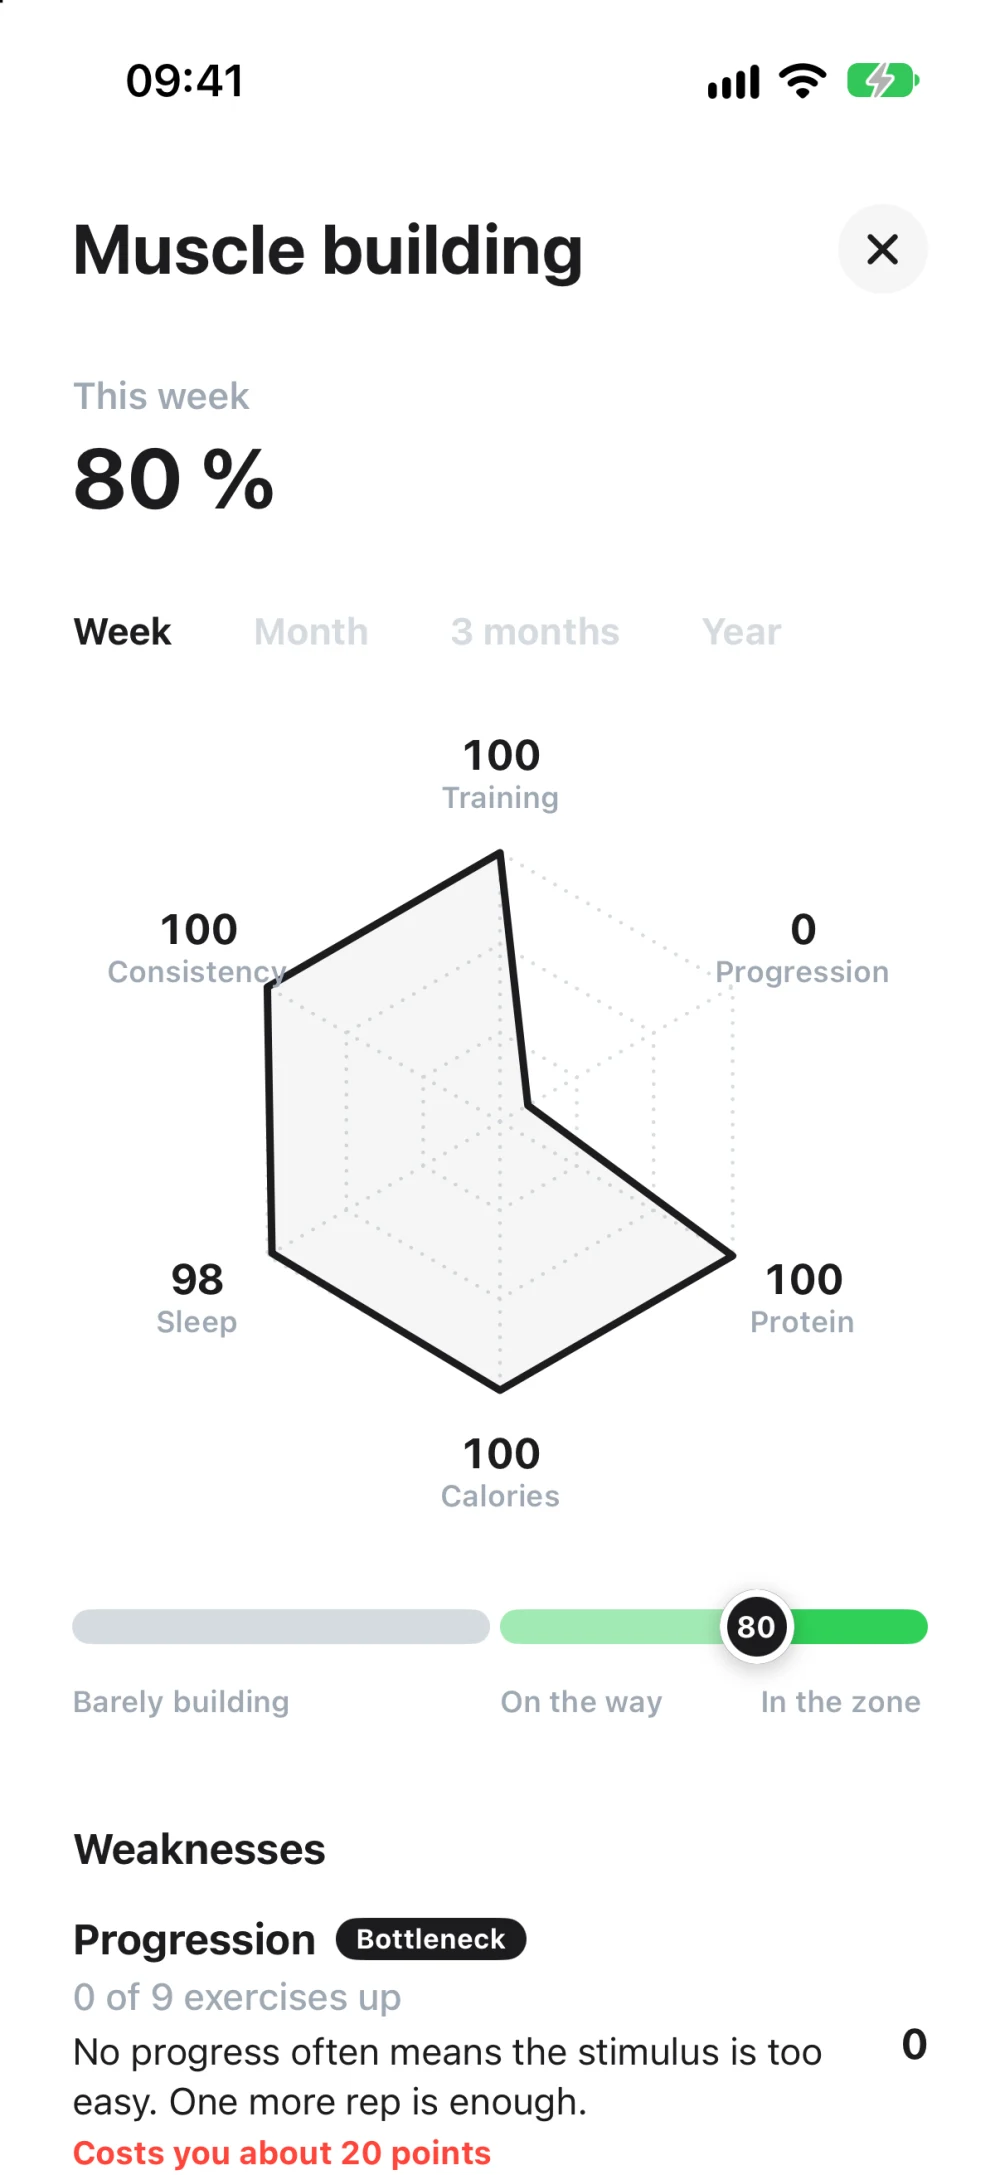 09:41
Muscle building
This week
80 %
Week Month 3 months Year
100
Training
100
Consistency
0
Progression
98
Sleep
100
Protein
100
Calories
80
Barely building On the way In the zone
Weaknesses
Progression Bottleneck
0 of 9 exercises up
No progress often means the stimulus is too
easy. One more rep is enough.
0
Costs you about 20 points